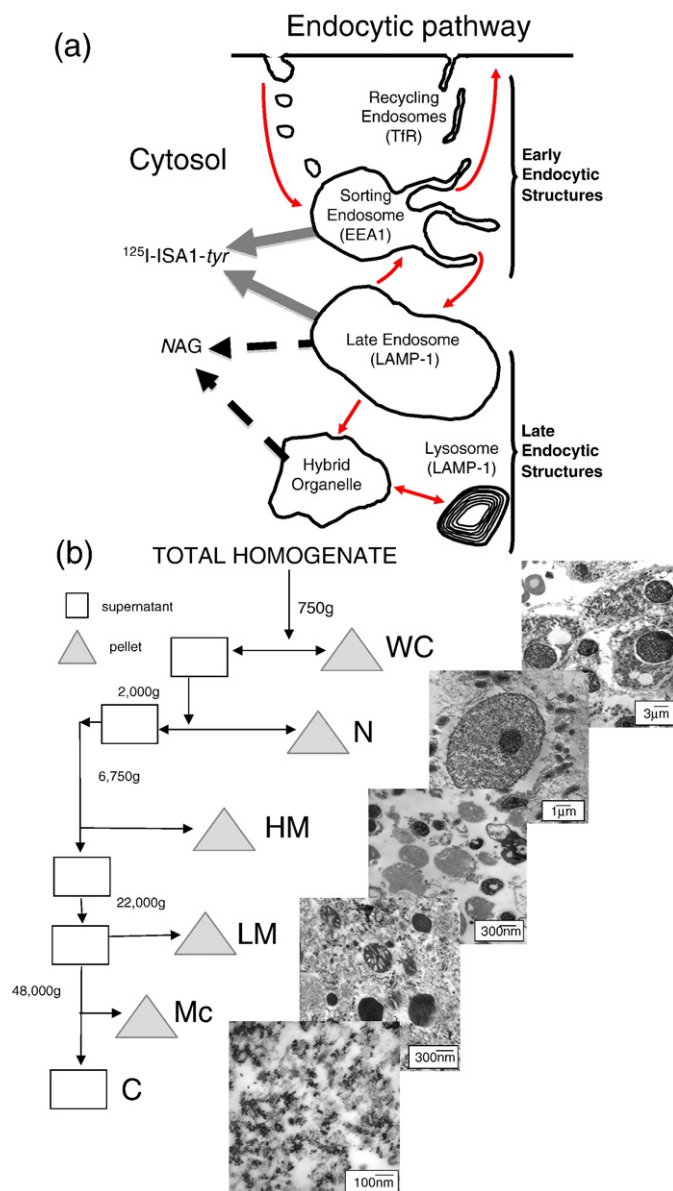 Endocytic pathway
(a)
Recycling
Endosomes
(TfR)
Cytosol
Early
Endocytic
Structures
Sorting
Endosome
(EEA1)
¹²⁵I-ISA1-tyr
NAG
Late Endosome
(LAMP-1)
Late
Endocytic
Structures
Lysosome
(LAMP-1)
Hybrid
Organelle
(b)
TOTAL HOMOGENATE
supernatant
750g
pellet
WC
3µm
2,000g
N
1µm
6,750g
HM
300nm
22,000g
LM
48,000g
Mc
300nm
C
100nm